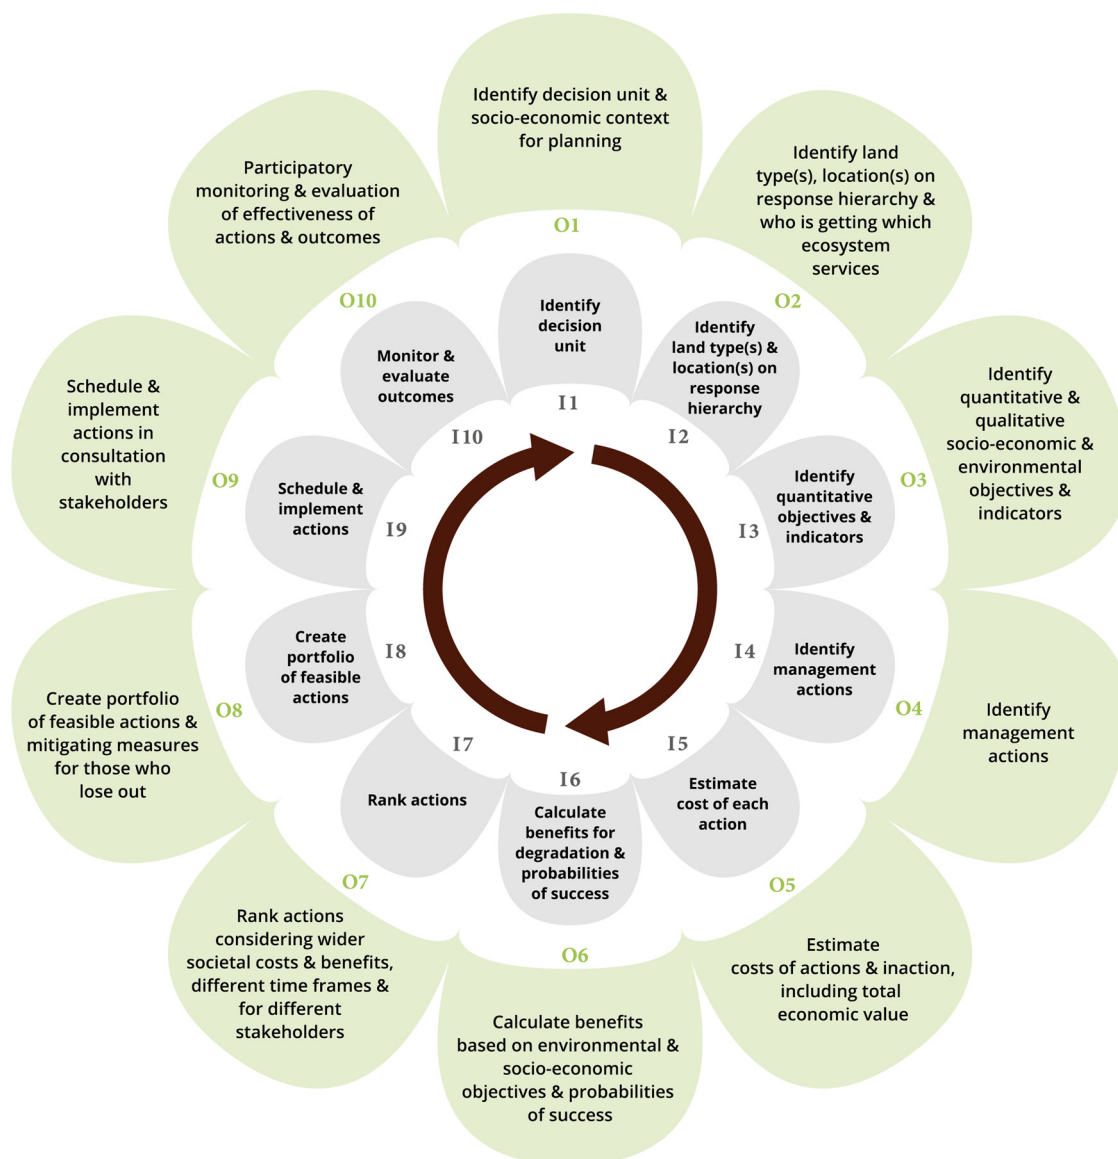 Identify decision unit &
socio-economic context
for planning
O1
Identify land
type(s), location(s) on
response hierarchy &
who is getting which
ecosystem
services
O2
Identify
quantitative &
qualitative
socio-economic &
environmental
objectives &
indicators
O3
Identify
management
actions
O4
Estimate
costs of actions & inaction,
including total
economic value
O5
Calculate benefits
based on environmental &
socio-economic
objectives & probabilities
of success
O6
Rank actions
considering wider
societal costs & benefits,
different time frames &
for different
stakeholders
O7
Create portfolio
of feasible actions &
mitigating measures
for those who
lose out
O8
Schedule &
implement
actions in
consultation
with
stakeholders
O9
Participatory
monitoring & evaluation
of effectiveness of
actions & outcomes
O10
Identify
decision
unit
I1
Identify
land type(s) &
location(s) on
response
hierarchy
I2
Identify
quantitative
objectives &
indicators
I3
Identify
management
actions
I4
Estimate
cost of each
action
I5
Calculate
benefits for
degradation &
probabilities
of success
I6
Rank actions
I7
Create
portfolio
of feasible
actions
I8
Schedule &
implement
actions
I9
Monitor &
evaluate
outcomes
I10